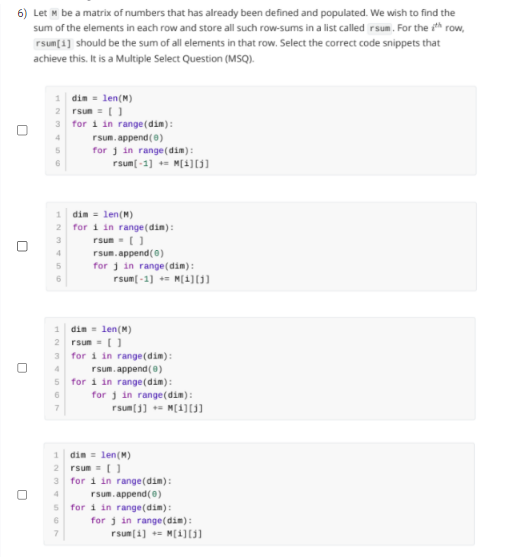 6) Let M be a matrix of numbers that has already been defined and populated. We wish to find the
sum of the elements in each row and store all such row-sums in a list called rsum. For the ith row,
rsum[i] should be the sum of all elements in that row. Select the correct code snippets that
achieve this. It is a Multiple Select Question (MSQ).
1 dim = len(M)
2 rsum = [ ]
3 for i in range(dim):
4     rsum.append(0)
5     for j in range(dim):
6         rsum[-1] += M[i][j]
1 dim = len(M)
2 for i in range(dim):
3     rsum = [ ]
4     rsum.append(0)
5     for j in range(dim):
6         rsum[-1] += M[i][j]
1 dim = len(M)
2 rsum = [ ]
3 for i in range(dim):
4     rsum.append(0)
5 for i in range(dim):
6     for j in range(dim):
7         rsum[j] += M[i][j]
1 dim = len(M)
2 rsum = [ ]
3 for i in range(dim):
4     rsum.append(0)
5 for i in range(dim):
6     for j in range(dim):
7         rsum[i] += M[i][j]